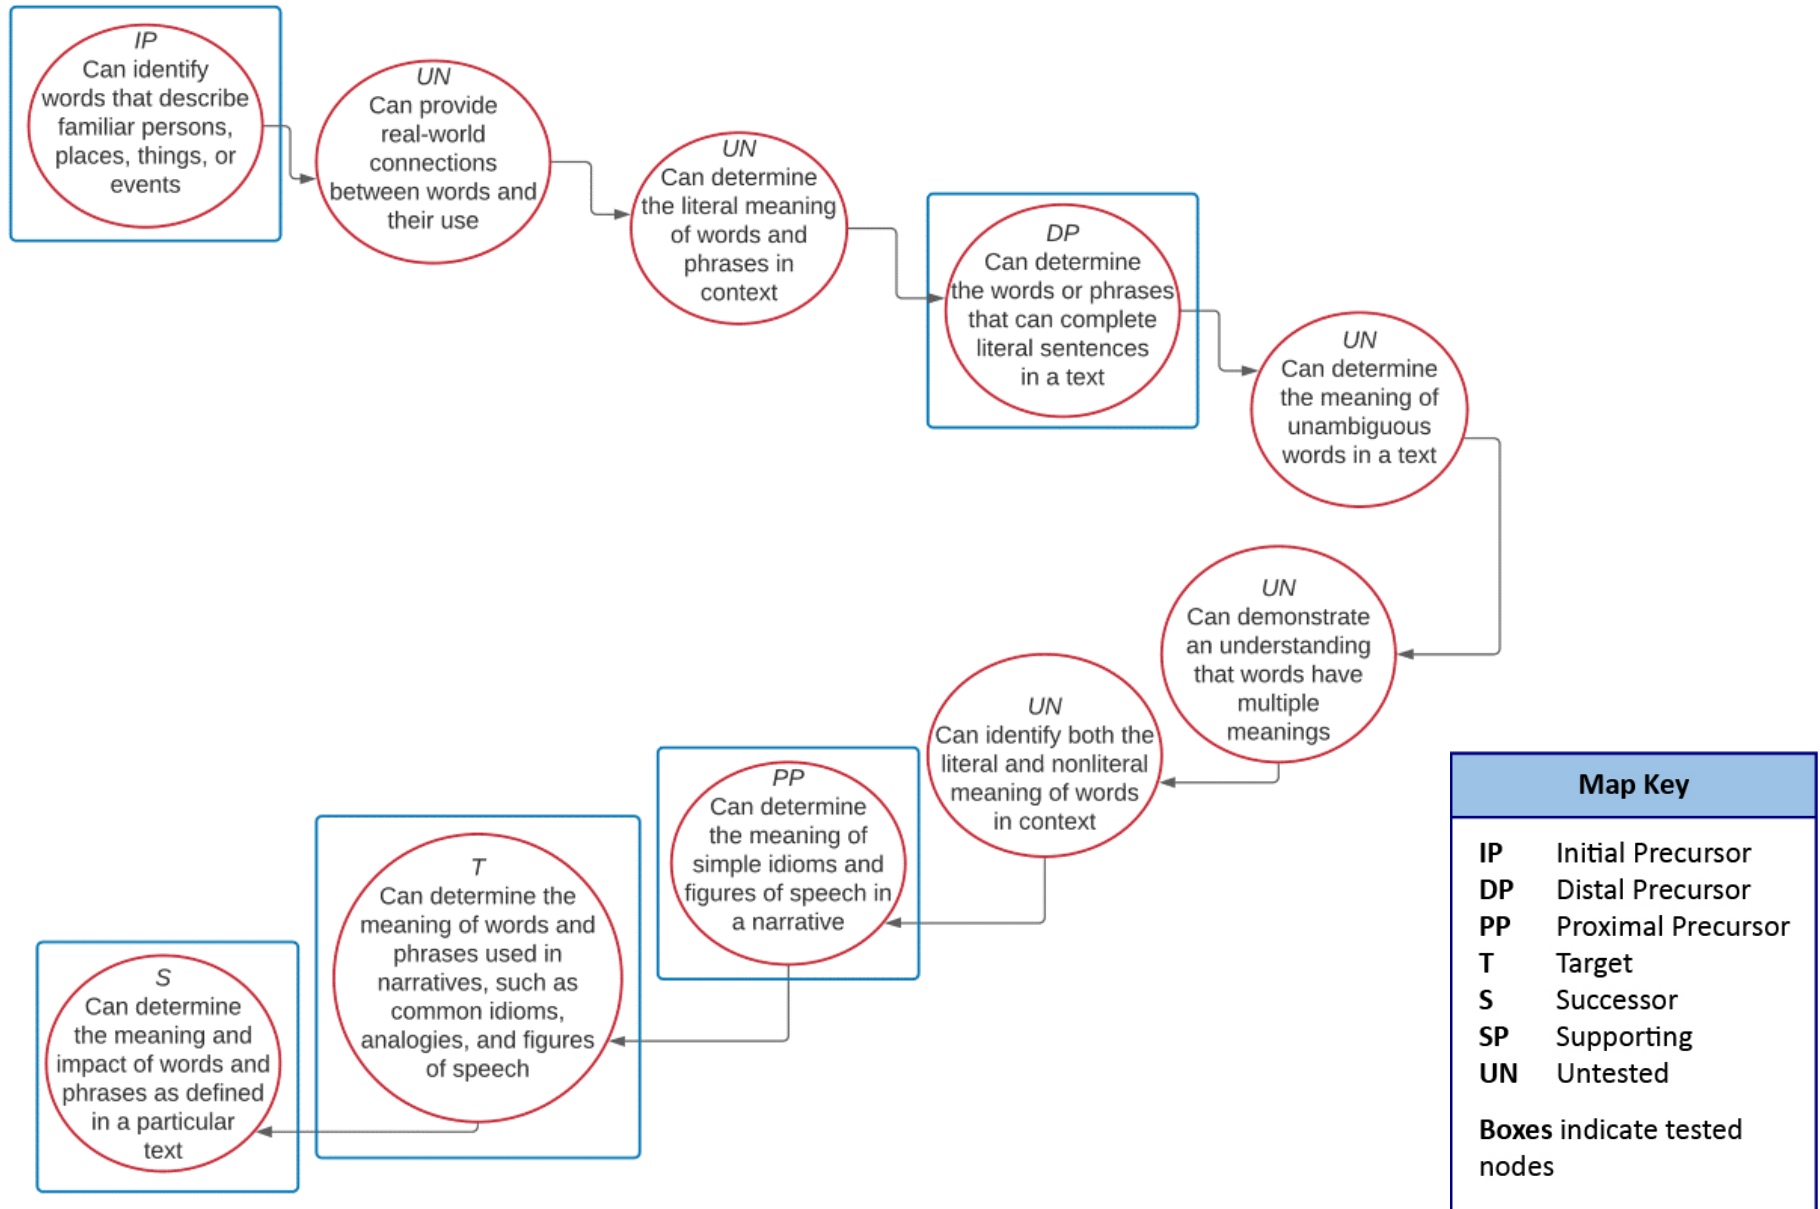 IP
Can identify
words that describe
familiar persons,
places, things, or
events
UN
Can provide
real-world
connections
between words and
their use
UN
Can determine
the literal meaning
of words and
phrases in
context
DP
Can determine
the words or phrases
that can complete
literal sentences
in a text
UN
Can determine
the meaning of
unambiguous
words in a text
UN
Can demonstrate
an understanding
that words have
multiple
meanings
UN
Can identify both the
literal and nonliteral
meaning of words
in context
PP
Can determine
the meaning of
simple idioms and
figures of speech in
a narrative
T
Can determine the
meaning of words and
phrases used in
narratives, such as
common idioms,
analogies, and figures
of speech
S
Can determine
the meaning and
impact of words and
phrases as defined
in a particular
text
Map Key
IP Initial Precursor
DP Distal Precursor
PP Proximal Precursor
T Target
S Successor
SP Supporting
UN Untested
Boxes indicate tested
nodes